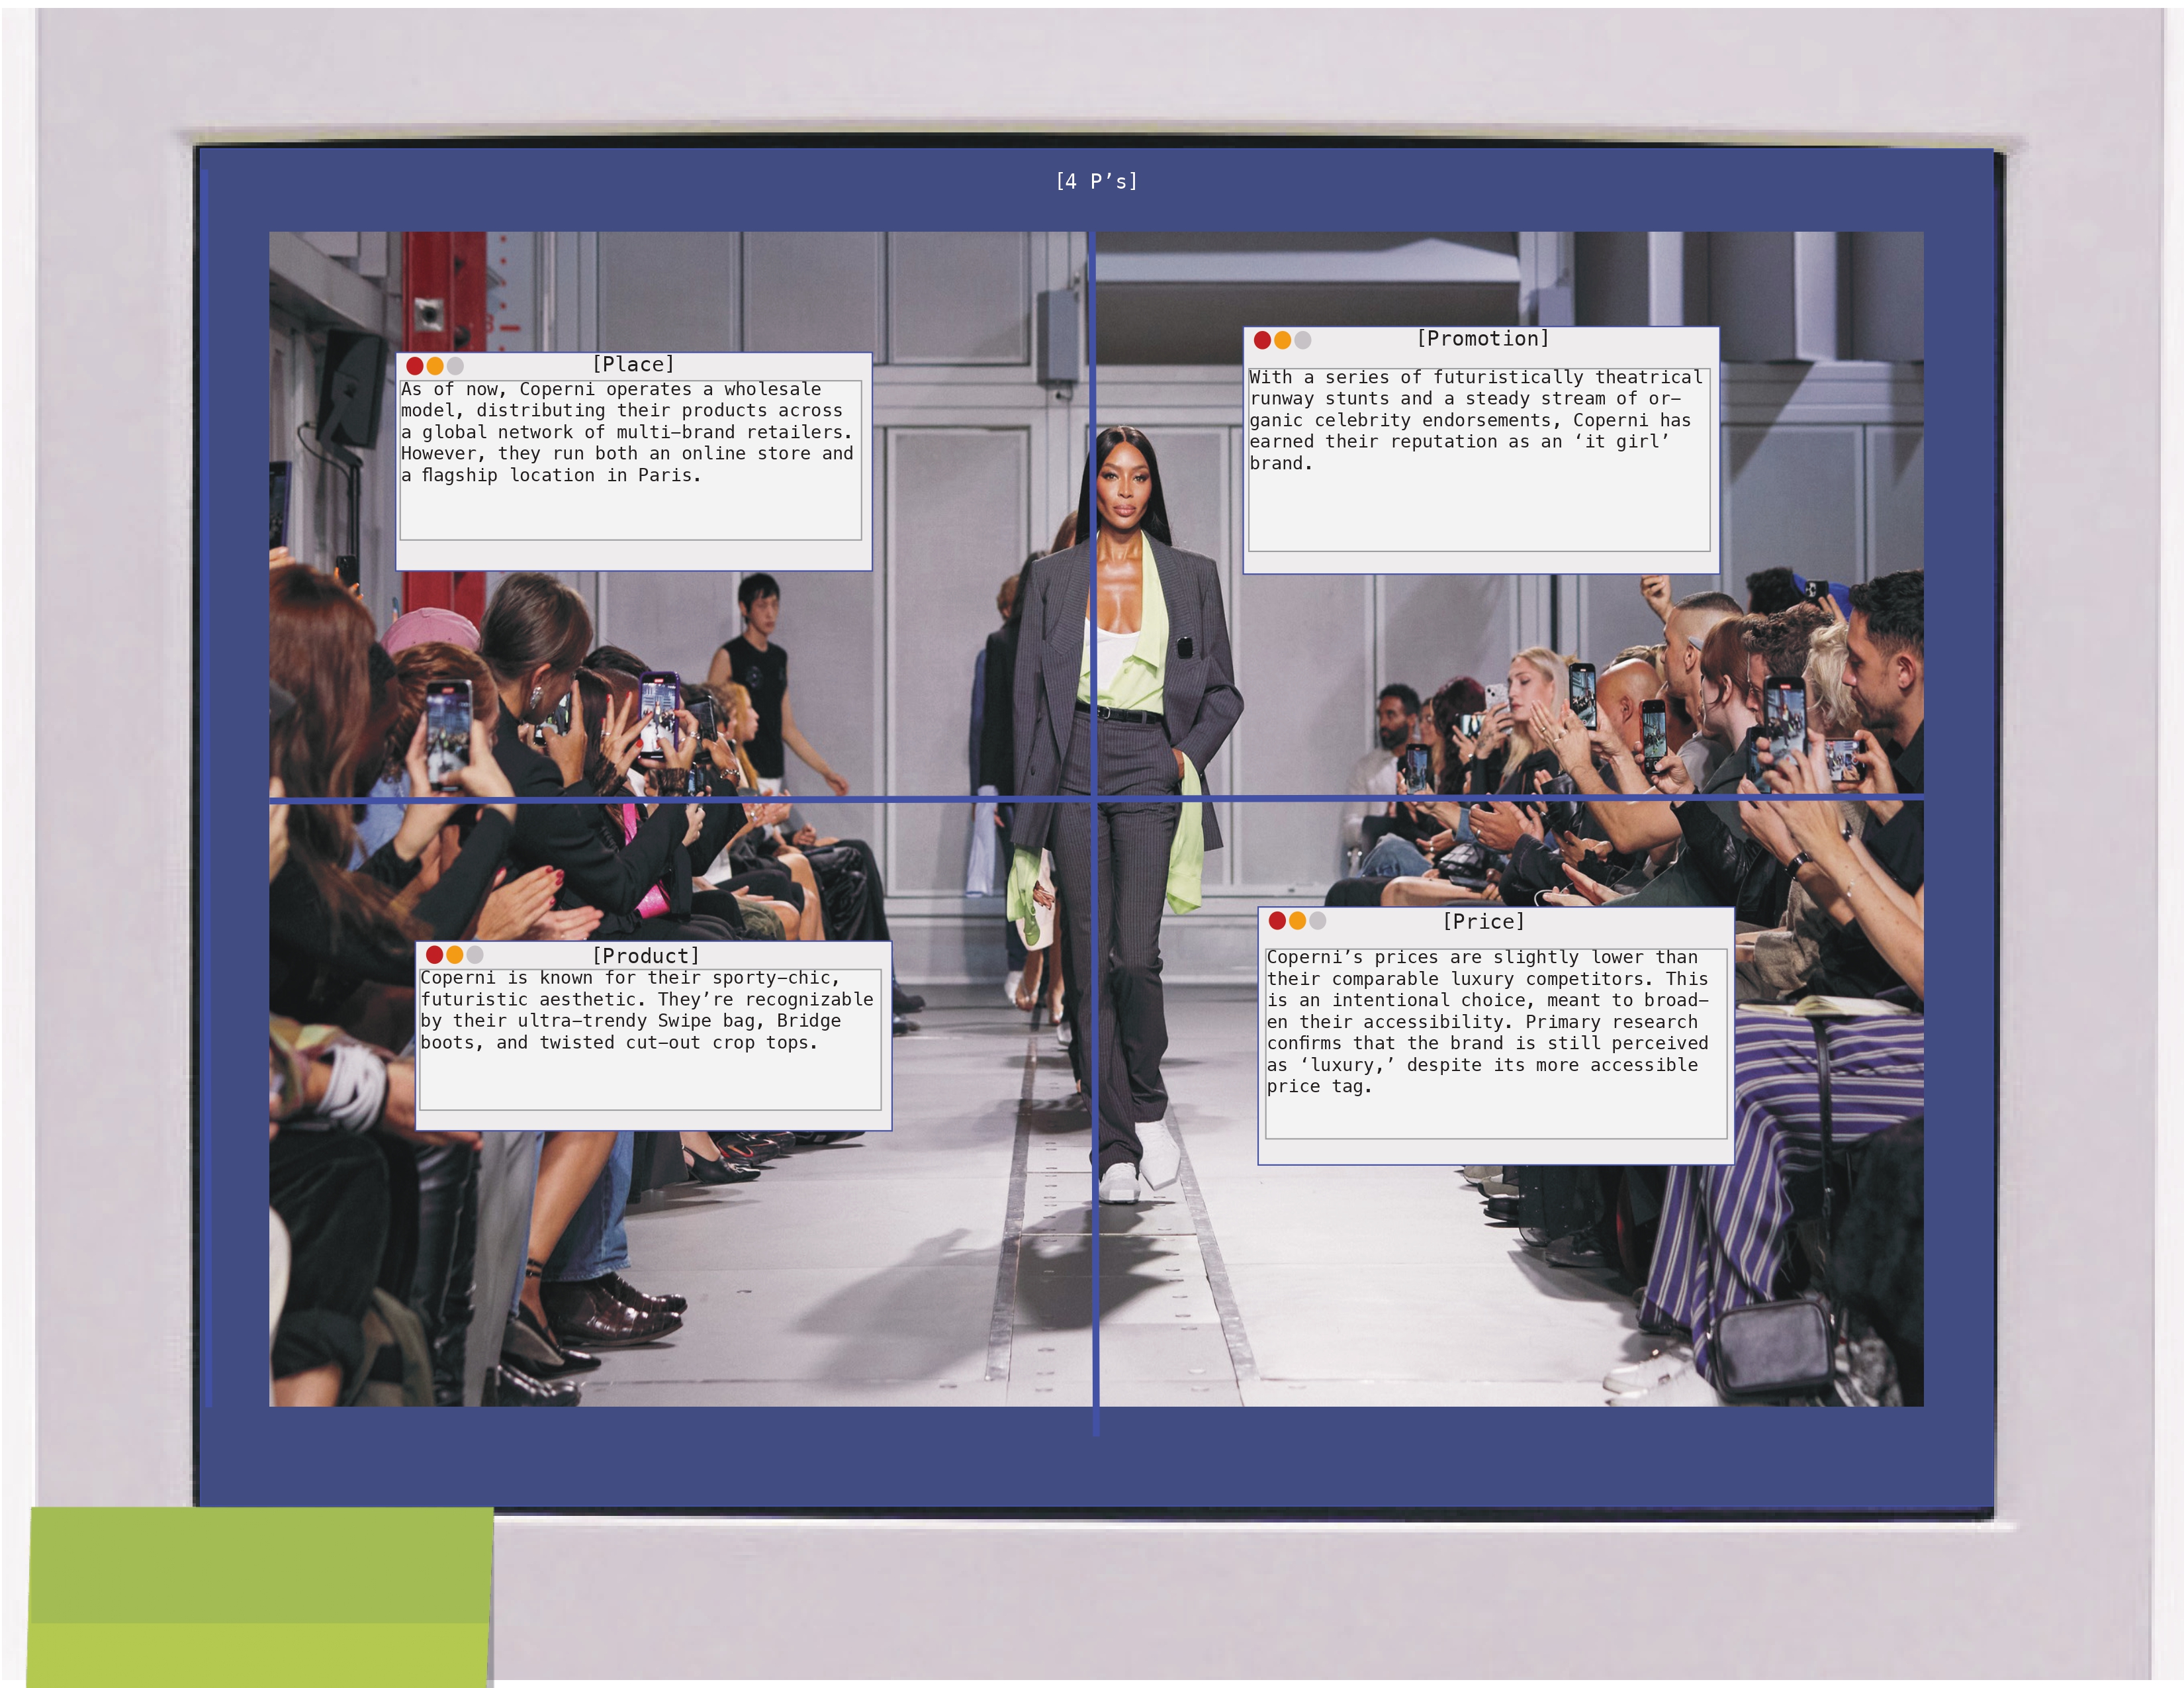 [4 P’s]
[Place]
As of now, Coperni operates a wholesale
model, distributing their products across
a global network of multi–brand retailers.
However, they run both an online store and
a flagship location in Paris.
[Promotion]
With a series of futuristically theatrical
runway stunts and a steady stream of or–
ganic celebrity endorsements, Coperni has
earned their reputation as an ‘it girl’
brand.
[Product]
Coperni is known for their sporty–chic,
futuristic aesthetic. They’re recognizable
by their ultra–trendy Swipe bag, Bridge
boots, and twisted cut–out crop tops.
[Price]
Coperni’s prices are slightly lower than
their comparable luxury competitors. This
is an intentional choice, meant to broad–
en their accessibility. Primary research
confirms that the brand is still perceived
as ‘luxury,’ despite its more accessible
price tag.